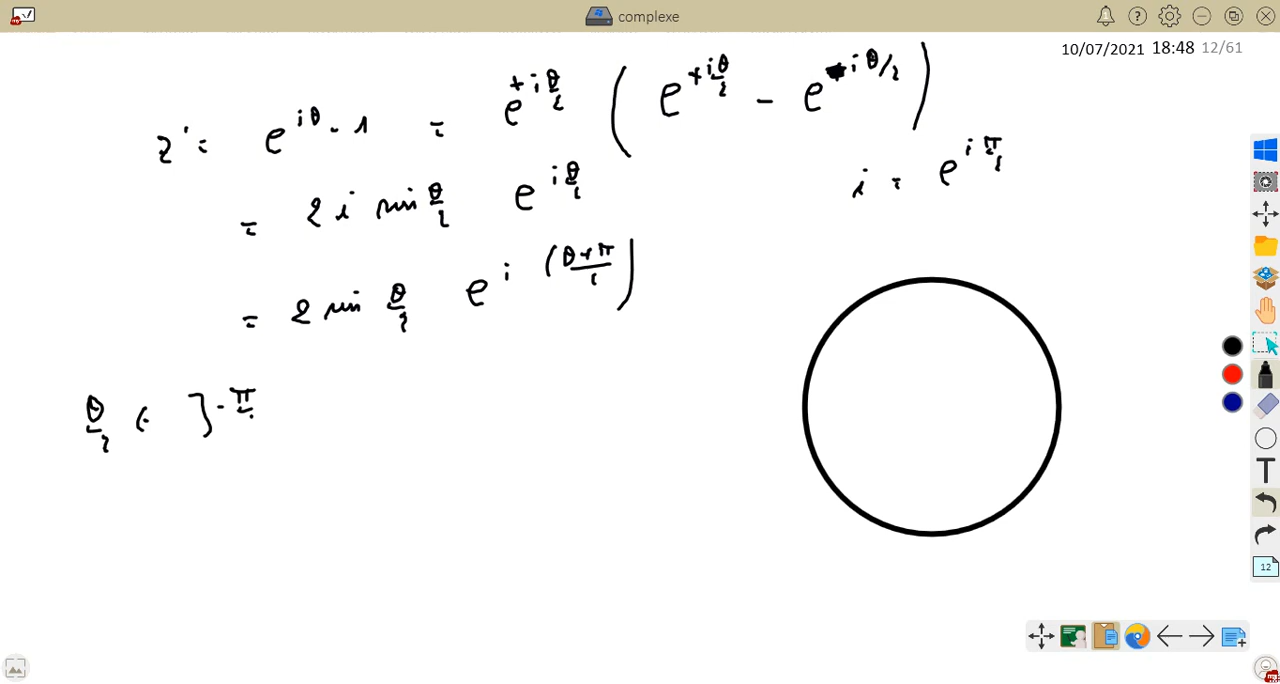 complexe
10/07/2021 18:48 12/61
z' = e^{iθ} - 1 = e^{+iθ/2} ( e^{+iθ/2} - e^{-iθ/2} )
= 2 i sin θ/2 e^{iθ/2}
i = e^{iπ/2}
= 2 sin θ/2 e^{i (θ+π/2)}
θ/2 ∈ ]-π/2
12